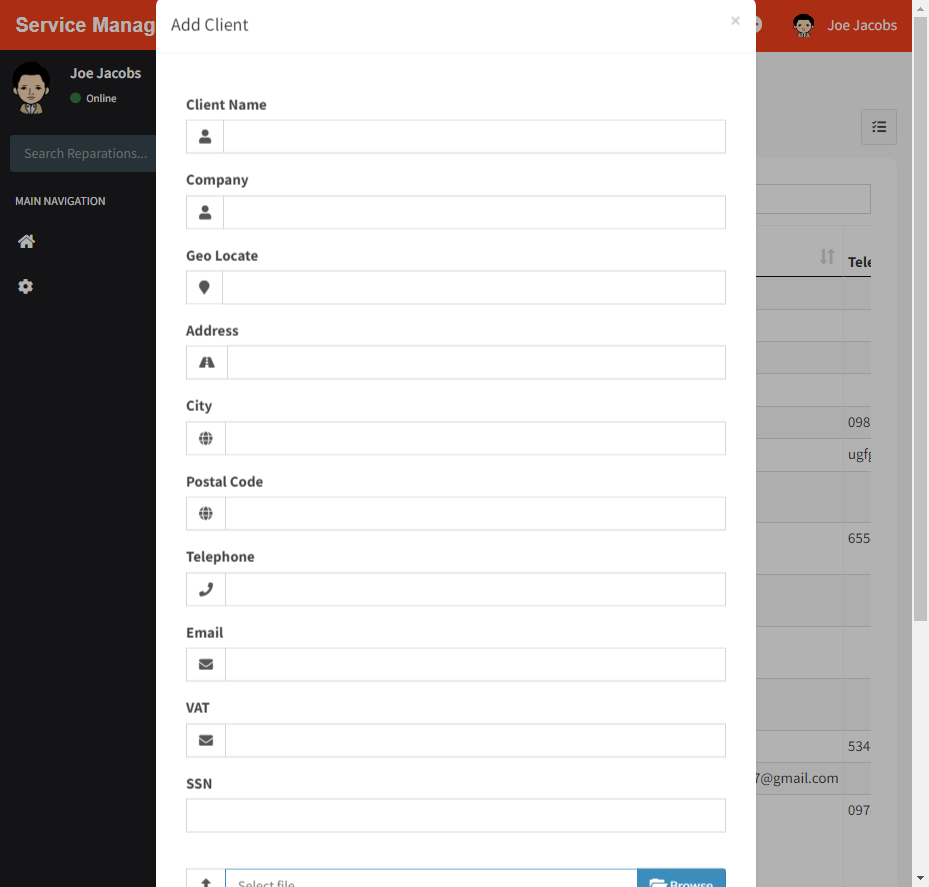 Service Manag
Add Client
×
Joe Jacobs
Joe Jacobs
Online
Search Reparations...
MAIN NAVIGATION
Client Name
Company
Geo Locate
Address
City
Postal Code
Telephone
Email
VAT
SSN
Select file
Browse
Tele
098
ugfg
655
534
7@gmail.com
097